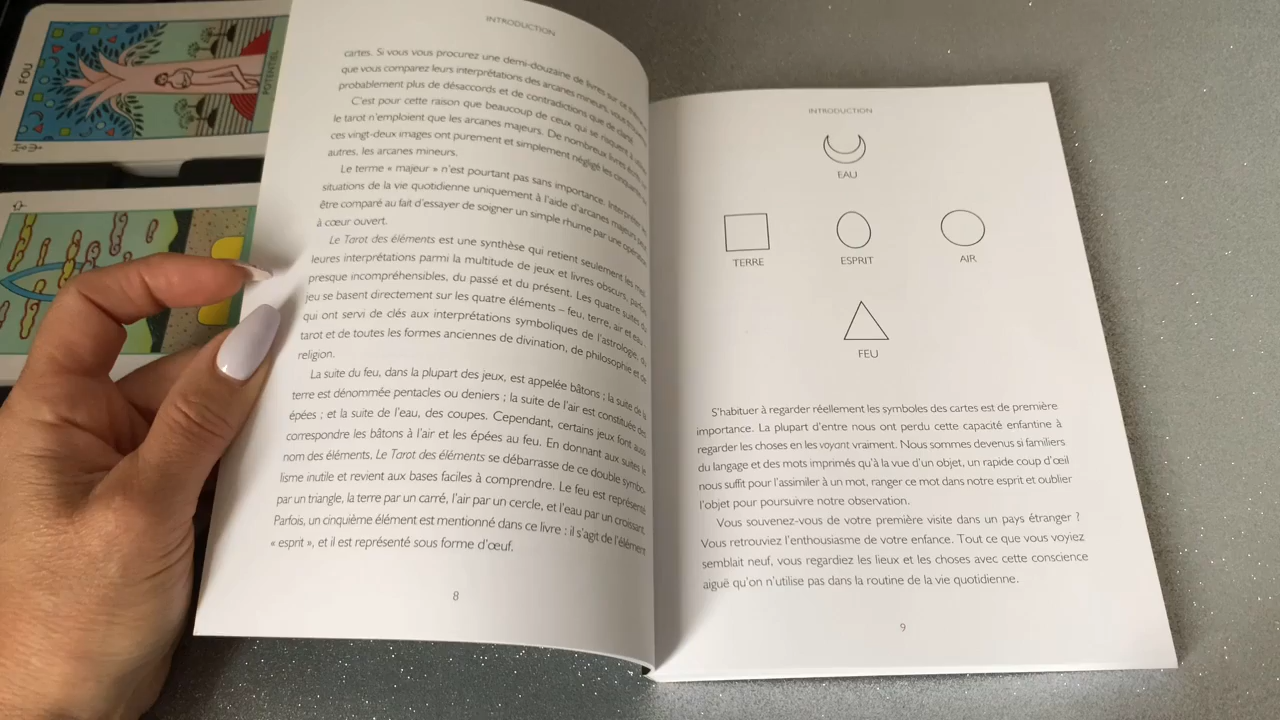 0 FOU
POTENTIEL
INTRODUCTION
cartes. Si vous vous procurez une demi-douzaine de livres sur ce
que vous comparez leurs interprétations des arcanes mineurs, vous
probablement plus de désaccords et de contradictions que de
C'est pour cette raison que beaucoup de ceux qui se risquent à
le tarot n'emploient que les arcanes majeurs. De nombreux livres
ces vingt-deux images ont purement et simplement négligé les
autres, les arcanes mineurs.
Le terme « majeur » n'est pourtant pas sans importance. Interpréter
situations de la vie quotidienne uniquement à l'aide d'arcanes majeurs peut
être comparé au fait d'essayer de soigner un simple rhume par une opération
à cœur ouvert.
Le Tarot des éléments est une synthèse qui retient seulement les
leures interprétations parmi la multitude de jeux et livres obscurs, parfois
presque incompréhensibles, du passé et du présent. Les quatre suites du
jeu se basent directement sur les quatre éléments – feu, terre, air et eau –
qui ont servi de clés aux interprétations symboliques de l'astrologie, du
tarot et de toutes les formes anciennes de divination, de philosophie et de
religion.
La suite du feu, dans la plupart des jeux, est appelée bâtons ; la suite de la
terre est dénommée pentacles ou deniers ; la suite de l'air est constituée des
épées ; et la suite de l'eau, des coupes. Cependant, certains jeux font aussi
correspondre les bâtons à l'air et les épées au feu. En donnant aux suites le
nom des éléments, Le Tarot des éléments se débarrasse de ce double symbo-
lisme inutile et revient aux bases faciles à comprendre. Le feu est représenté
par un triangle, la terre par un carré, l'air par un cercle, et l'eau par un croissant.
Parfois, un cinquième élément est mentionné dans ce livre : il s'agit de l'élément
« esprit », et il est représenté sous forme d'œuf.
8
INTRODUCTION
EAU
TERRE
ESPRIT
AIR
FEU
S'habituer à regarder réellement les symboles des cartes est de première
importance. La plupart d'entre nous ont perdu cette capacité enfantine à
regarder les choses en les voyant vraiment. Nous sommes devenus si familiers
du langage et des mots imprimés qu'à la vue d'un objet, un rapide coup d'œil
nous suffit pour l'assimiler à un mot, ranger ce mot dans notre esprit et oublier
l'objet pour poursuivre notre observation.
Vous souvenez-vous de votre première visite dans un pays étranger ?
Vous retrouviez l'enthousiasme de votre enfance. Tout ce que vous voyiez
semblait neuf, vous regardiez les lieux et les choses avec cette conscience
aiguë qu'on n'utilise pas dans la routine de la vie quotidienne.
9